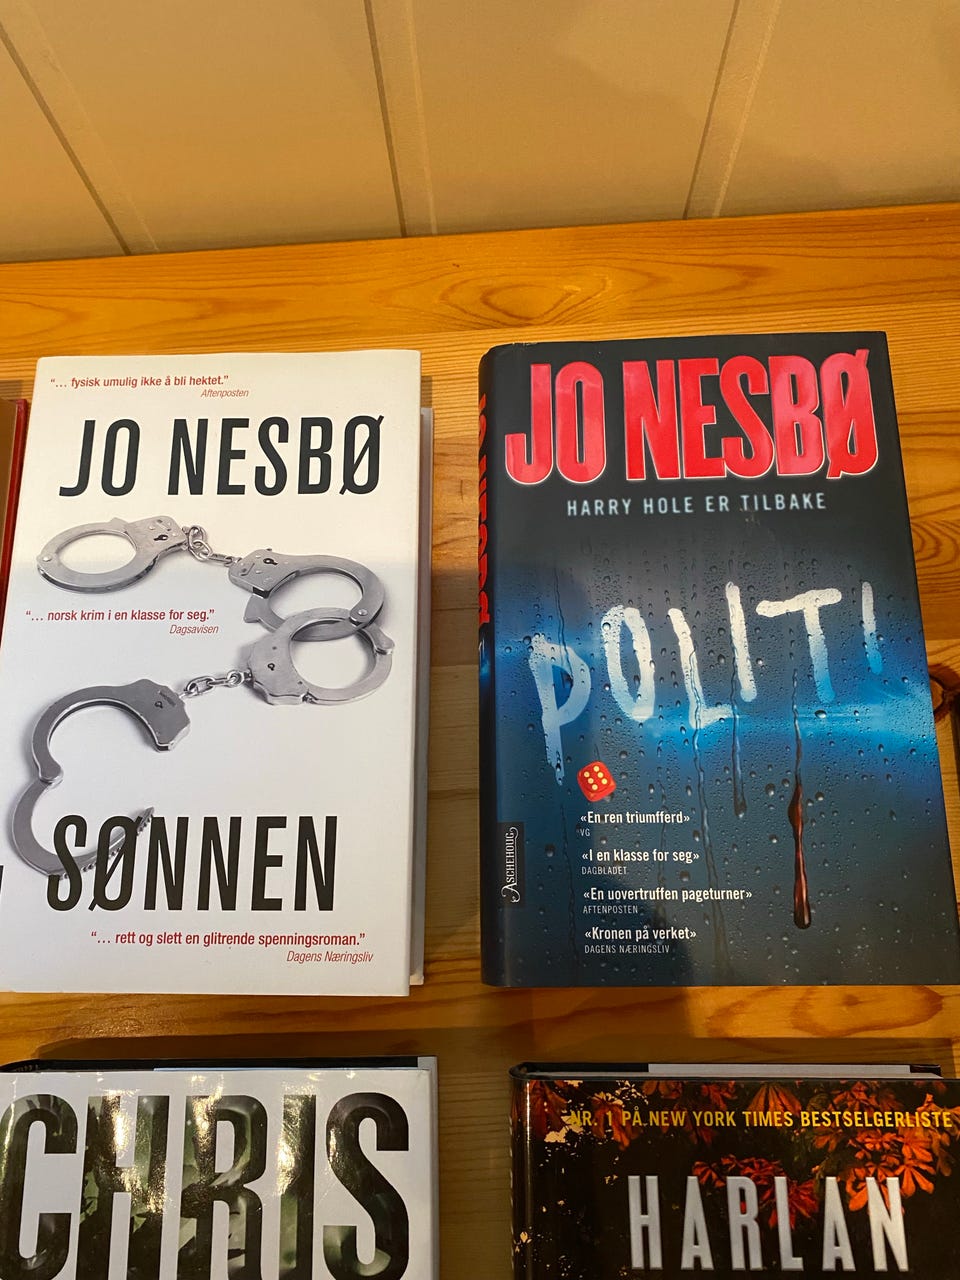 “... fysisk umulig ikke å bli hektet.”
Aftenposten
JO NESBØ
“... norsk krim i en klasse for seg.”
Dagsavisen
SØNNEN
“... rett og slett en glitrende spenningsroman.”
Dagens Næringsliv
JO NESBØ
HARRY HOLE ER TILBAKE
POLITI
«En ren triumfferd»
VG
«I en klasse for seg»
DAGBLADET
«En uovertruffen pageturner»
AFTENPOSTEN
«Kronen på verket»
DAGENS NÆRINGSLIV
ASCHEHOUG
CHRIS
NR. 1 PÅ NEW YORK TIMES BESTSELGERLISTE
HARLAN